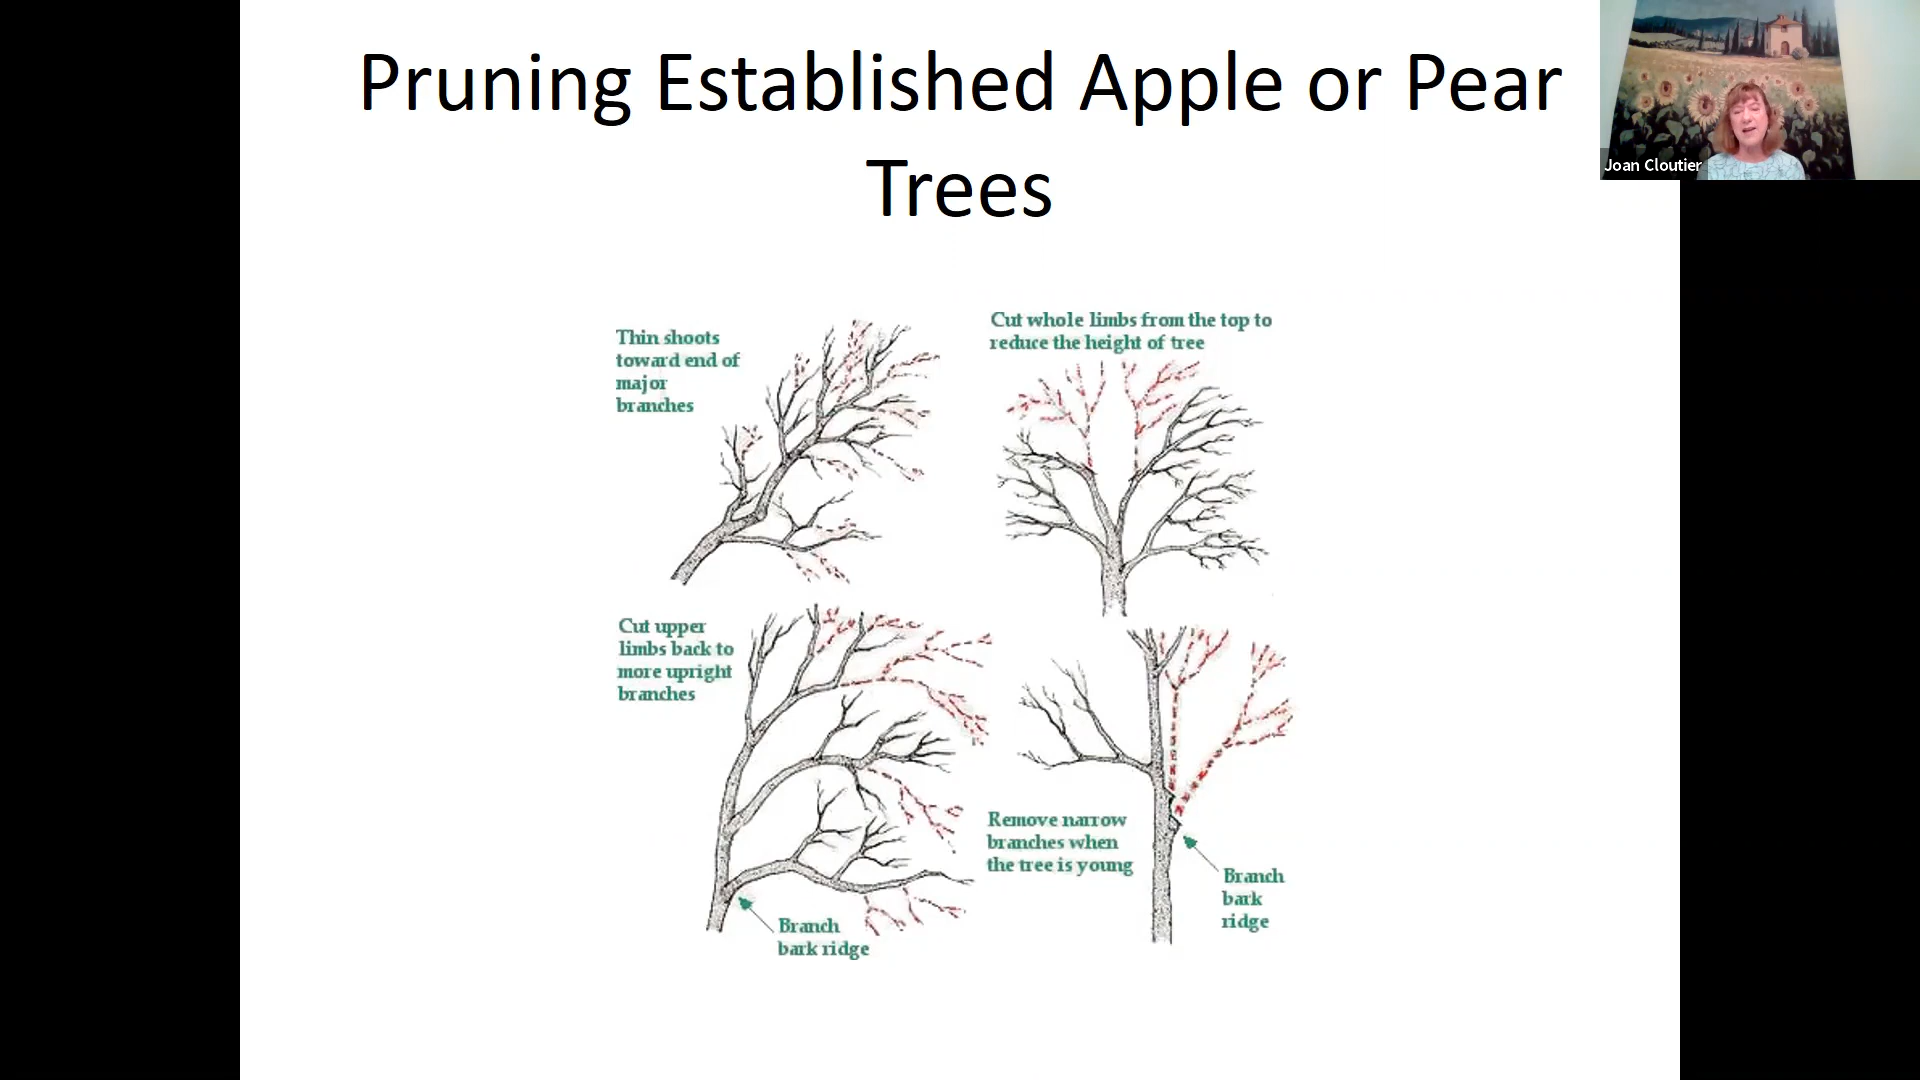 Pruning Established Apple or Pear
Trees
Joan Cloutier
Thin shoots
toward end of
major
branches
Cut whole limbs from the top to
reduce the height of tree
Cut upper
limbs back to
more upright
branches
Branch
bark ridge
Remove narrow
branches when
the tree is young
Branch
bark
ridge